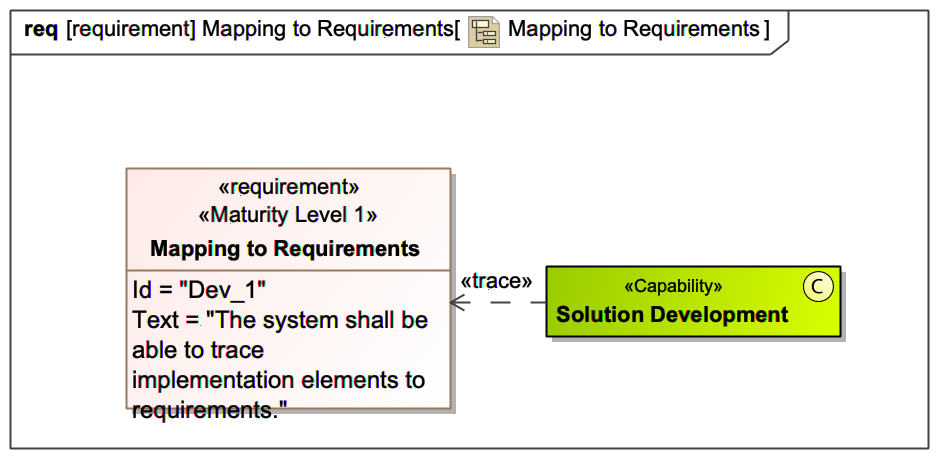 req [requirement] Mapping to Requirements[ Mapping to Requirements ]
«requirement»
«Maturity Level 1»
Mapping to Requirements
Id = "Dev_1"
Text = "The system shall be
able to trace
implementation elements to
requirements."
«trace»
«Capability»
C
Solution Development